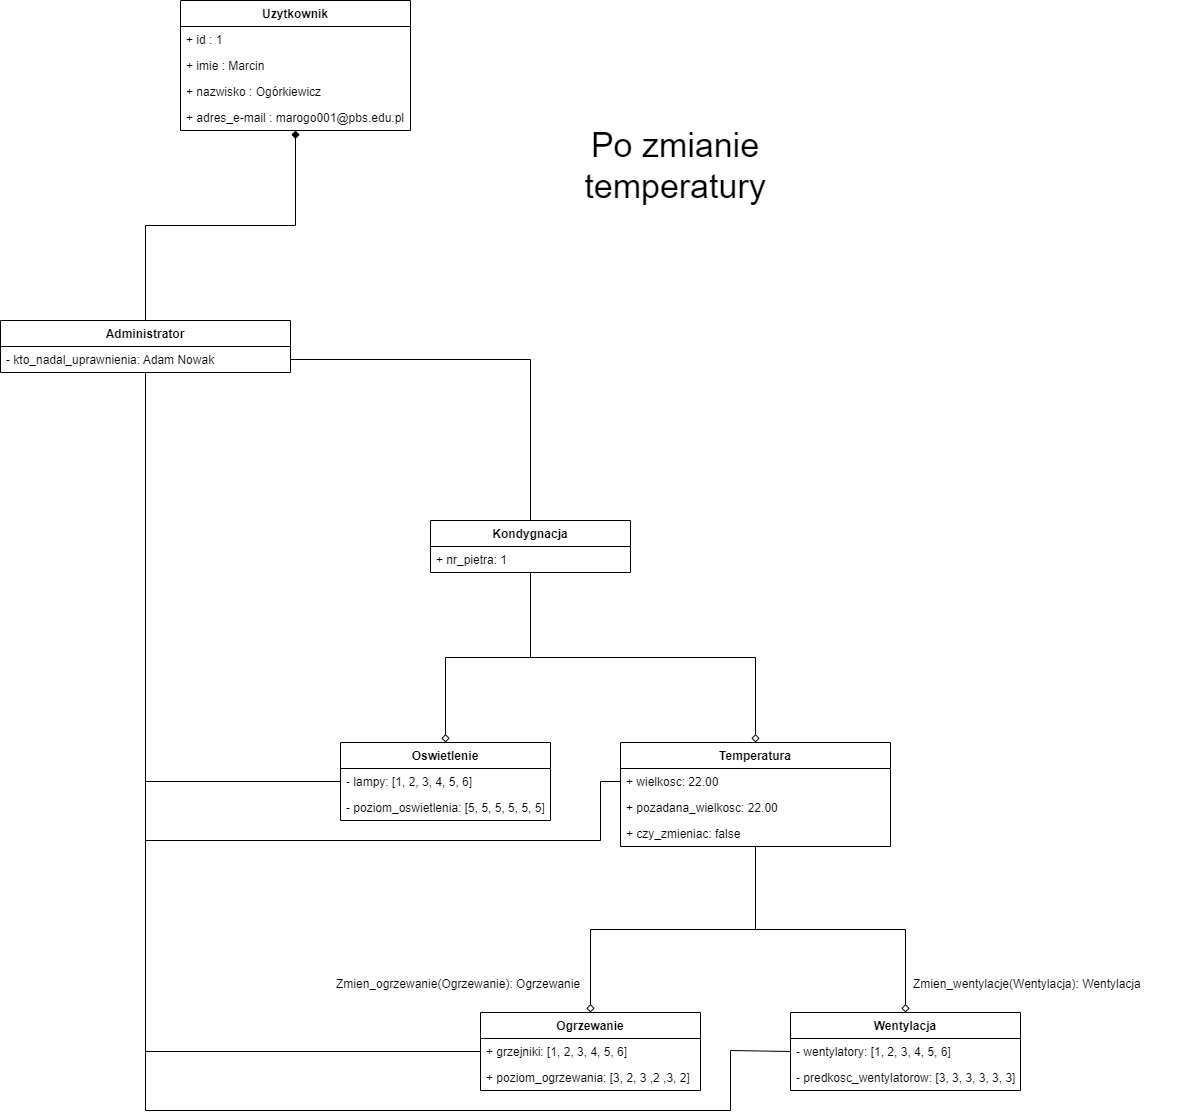 Uzytkownik
+ id : 1
+ imie : Marcin
+ nazwisko : Ogórkiewicz
+ adres_e-mail : marogo001@pbs.edu.pl
Po zmianie
temperatury
Administrator
- kto_nadal_uprawnienia: Adam Nowak
Kondygnacja
+ nr_pietra: 1
Oswietlenie
- lampy: [1, 2, 3, 4, 5, 6]
- poziom_oswietlenia: [5, 5, 5, 5, 5, 5]
Temperatura
+ wielkosc: 22.00
+ pozadana_wielkosc: 22.00
+ czy_zmieniac: false
Zmien_ogrzewanie(Ogrzewanie): Ogrzewanie
Zmien_wentylacje(Wentylacja): Wentylacja
Ogrzewanie
+ grzejniki: [1, 2, 3, 4, 5, 6]
+ poziom_ogrzewania: [3, 2, 3 ,2 ,3, 2]
Wentylacja
- wentylatory: [1, 2, 3, 4, 5, 6]
- predkosc_wentylatorow: [3, 3, 3, 3, 3, 3]